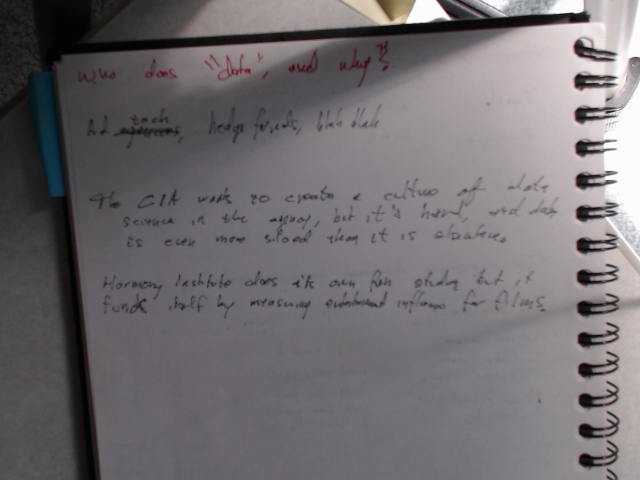 Who does "data", and why?
Ad tech agencies, hedge funds, blah blah
The CIA wants to create a culture of data
science in the agency, but it's hard, and data
is even more siloed than it is elsewhere.
Harmony Institute does its own fun studies but it
funds itself by measuring entertainment influence for films.